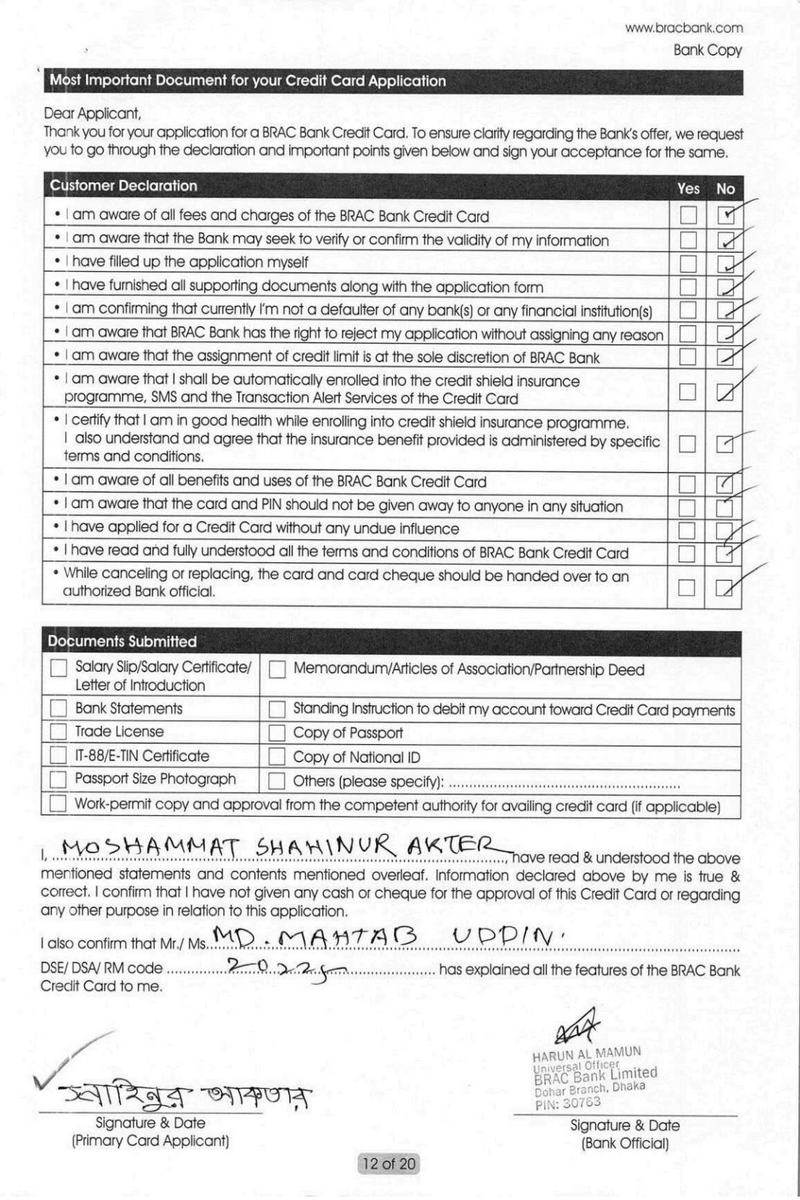 www.bracbank.com
Bank Copy
Most Important Document for your Credit Card Application
Dear Applicant,
Thank you for your application for a BRAC Bank Credit Card. To ensure clarity regarding the Bank's offer, we request
you to go through the declaration and important points given below and sign your acceptance for the same.
Customer Declaration Yes No
• I am aware of all fees and charges of the BRAC Bank Credit Card
• I am aware that the Bank may seek to verify or confirm the validity of my information
• I have filled up the application myself
• I have furnished all supporting documents along with the application form
• I am confirming that currently I'm not a defaulter of any bank(s) or any financial institution(s)
• I am aware that BRAC Bank has the right to reject my application without assigning any reason
• I am aware that the assignment of credit limit is at the sole discretion of BRAC Bank
• I am aware that I shall be automatically enrolled into the credit shield insurance
programme, SMS and the Transaction Alert Services of the Credit Card
• I certify that I am in good health while enrolling into credit shield insurance programme.
I also understand and agree that the insurance benefit provided is administered by specific
terms and conditions.
• I am aware of all benefits and uses of the BRAC Bank Credit Card
• I am aware that the card and PIN should not be given away to anyone in any situation
• I have applied for a Credit Card without any undue influence
• I have read and fully understood all the terms and conditions of BRAC Bank Credit Card
• While canceling or replacing, the card and card cheque should be handed over to an
authorized Bank official.
Documents Submitted
Salary Slip/Salary Certificate/ Memorandum/Articles of Association/Partnership Deed
Letter of Introduction
Bank Statements Standing Instruction to debit my account toward Credit Card payments
Trade License Copy of Passport
IT-88/E-TIN Certificate Copy of National ID
Passport Size Photograph Others (please specify):
Work-permit copy and approval from the competent authority for availing credit card (if applicable)
I, MOSHAMMAT SHAHINUR AKTER, have read & understood the above
mentioned statements and contents mentioned overleaf. Information declared above by me is true &
correct. I confirm that I have not given any cash or cheque for the approval of this Credit Card or regarding
any other purpose in relation to this application.
I also confirm that Mr./ Ms. MD. MAHTAB UDDIN
DSE/ DSA/ RM code has explained all the features of the BRAC Bank
Credit Card to me.
HARUN AL MAMUN
Universal Officer
BRAC Bank Limited
Dohar Branch, Dhaka
PIN: 30763
আকতার
Signature & Date Signature & Date
(Primary Card Applicant) (Bank Official)
12 of 20